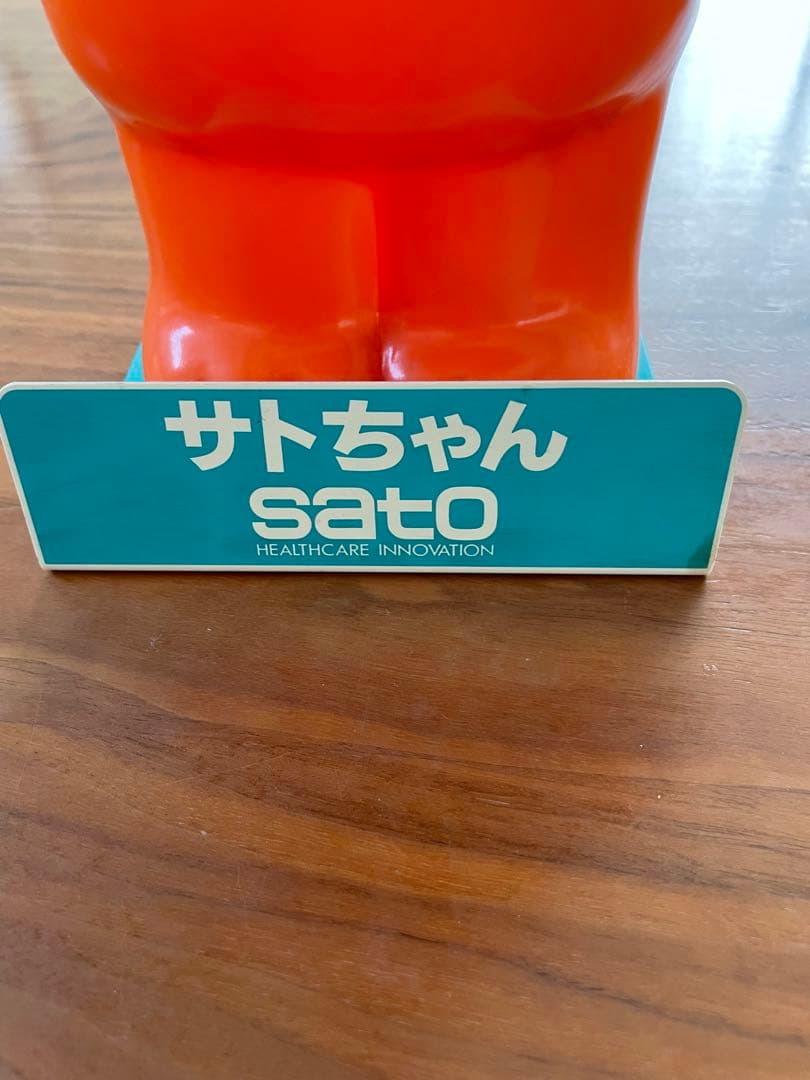 サトちゃん
sato
HEALTHCARE INNOVATION